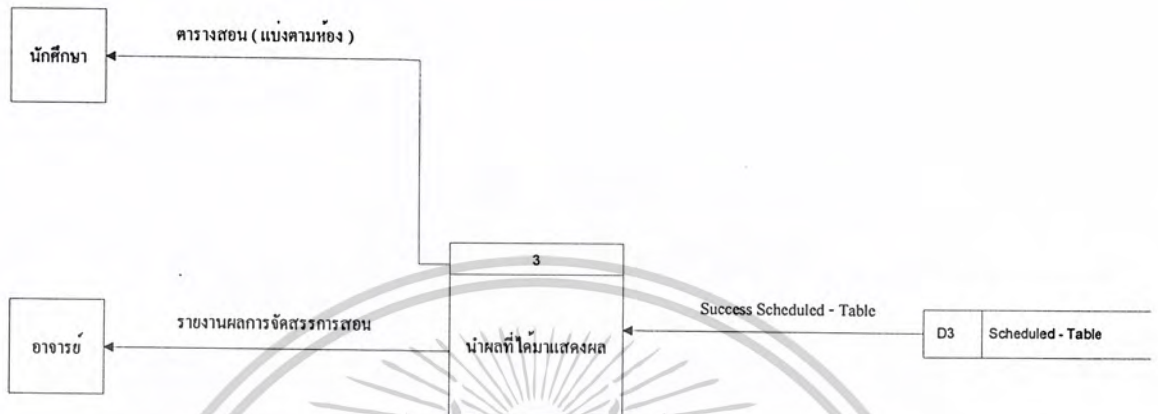 ตารางสอน ( แบ่งตามห้อง )
นักศึกษา
3
รายงานผลการจัดสรรการสอน
อาจารย์
นำผลที่ได้มาแสดงผล
Success Scheduled - Table
D3 Scheduled - Table